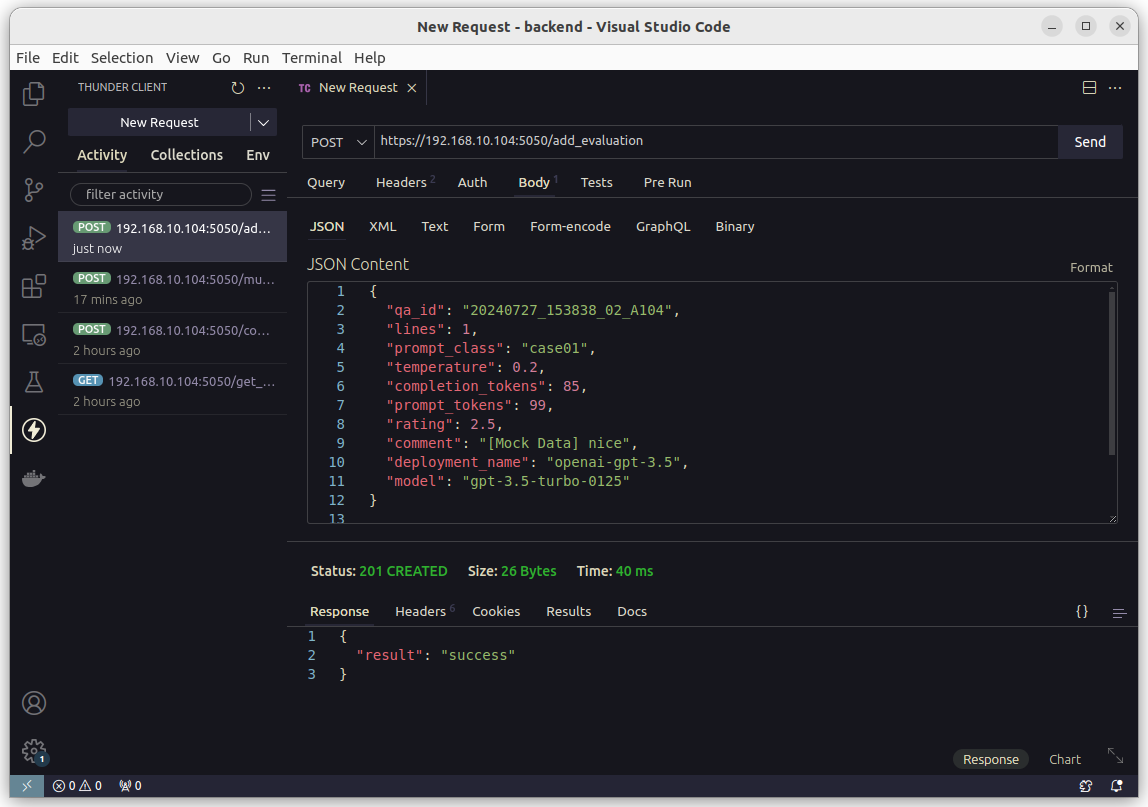 New Request - backend - Visual Studio Code
File Edit Selection View Go Run Terminal Help
THUNDER CLIENT
New Request
Activity Collections Env
filter activity
POST 192.168.10.104:5050/ad...
just now
POST 192.168.10.104:5050/mu...
17 mins ago
POST 192.168.10.104:5050/co...
2 hours ago
GET 192.168.10.104:5050/get_...
2 hours ago
1
TC New Request
POST https://192.168.10.104:5050/add_evaluation Send
Query Headers 2 Auth Body 1 Tests Pre Run
JSON XML Text Form Form-encode GraphQL Binary
JSON Content
Format
1 {
2 "qa_id": "20240727_153838_02_A104",
3 "lines": 1,
4 "prompt_class": "case01",
5 "temperature": 0.2,
6 "completion_tokens": 85,
7 "prompt_tokens": 99,
8 "rating": 2.5,
9 "comment": "[Mock Data] nice",
10 "deployment_name": "openai-gpt-3.5",
11 "model": "gpt-3.5-turbo-0125"
12 }
13
Status: 201 CREATED Size: 26 Bytes Time: 40 ms
Response Headers 6 Cookies Results Docs {}
1 {
2 "result": "success"
3 }
Response Chart
0 0 0